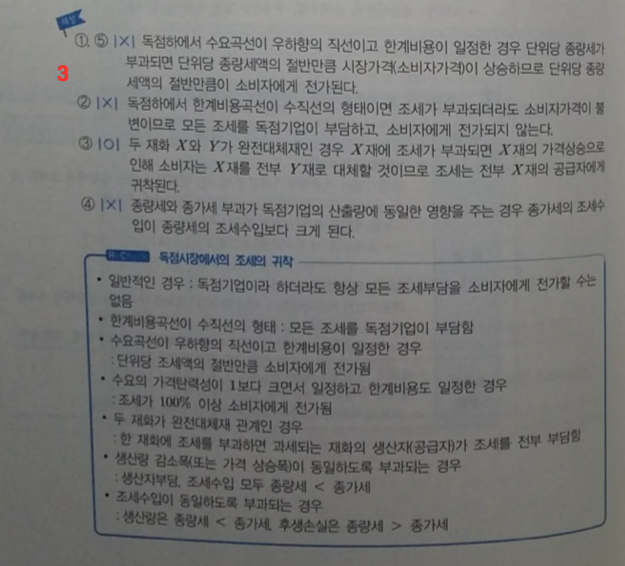 해설
①, ⑤ |×| 독점하에서 수요곡선이 우하향의 직선이고 한계비용이 일정한 경우 단위당 종량세가
3
부과되면 단위당 종량세액의 절반만큼 시장가격(소비자가격)이 상승하므로 단위당 종량
세액의 절반만큼이 소비자에게 전가된다.
② |×| 독점하에서 한계비용곡선이 수직선의 형태이면 조세가 부과되더라도 소비자가격이 불
변이므로 모든 조세를 독점기업이 부담하고, 소비자에게 전가되지 않는다.
③ |○| 두 재화 X와 Y가 완전대체재인 경우 X재에 조세가 부과되면 X재의 가격상승으로
인해 소비자는 X재를 전부 Y재로 대체할 것이므로 조세는 전부 X재의 공급자에게
귀착된다.
④ |×| 종량세와 종가세 부과가 독점기업의 산출량에 동일한 영향을 주는 경우 종가세의 조세수
입이 종량세의 조세수입보다 크게 된다.
독점시장에서의 조세의 귀착
• 일반적인 경우 : 독점기업이라 하더라도 항상 모든 조세부담을 소비자에게 전가할 수는
없음
• 한계비용곡선이 수직선의 형태 : 모든 조세를 독점기업이 부담함
• 수요곡선이 우하향의 직선이고 한계비용이 일정한 경우
: 단위당 조세액의 절반만큼 소비자에게 전가됨
• 수요의 가격탄력성이 1보다 크면서 일정하고 한계비용도 일정한 경우
: 조세가 100% 이상 소비자에게 전가됨
• 두 재화가 완전대체재 관계인 경우
: 한 재화에 조세를 부과하면 과세되는 재화의 생산자(공급자)가 조세를 전부 부담함
• 생산량 감소폭(또는 가격 상승폭)이 동일하도록 부과되는 경우
: 생산자부담, 조세수입 모두 종량세 < 종가세
• 조세수입이 동일하도록 부과되는 경우
: 생산량은 종량세 < 종가세, 후생손실은 종량세 > 종가세